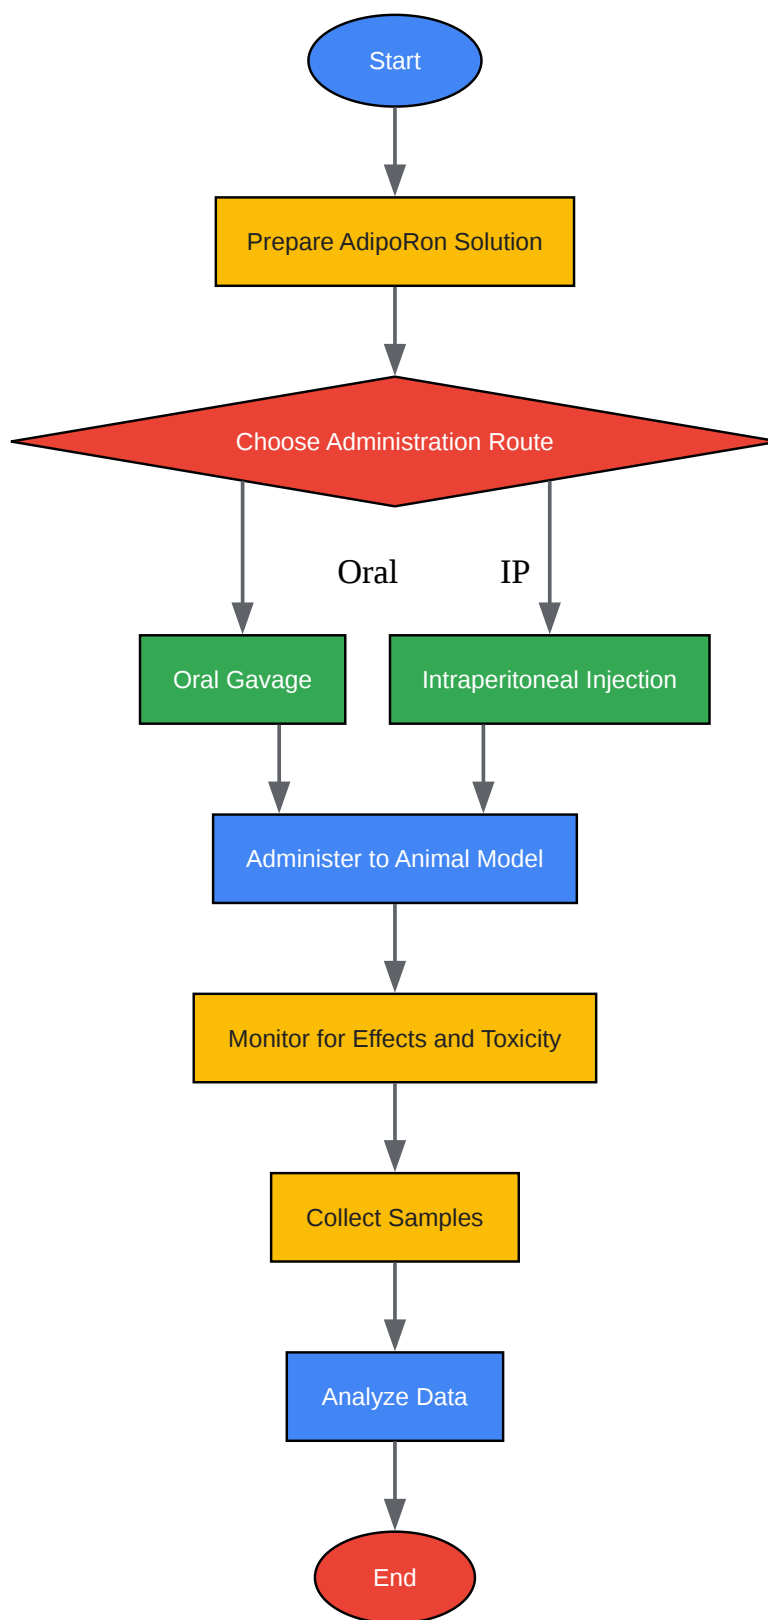 Start
Prepare AdipoRon Solution
Choose Administration Route
Oral
IP
Oral Gavage
Intraperitoneal Injection
Administer to Animal Model
Monitor for Effects and Toxicity
Collect Samples
Analyze Data
End